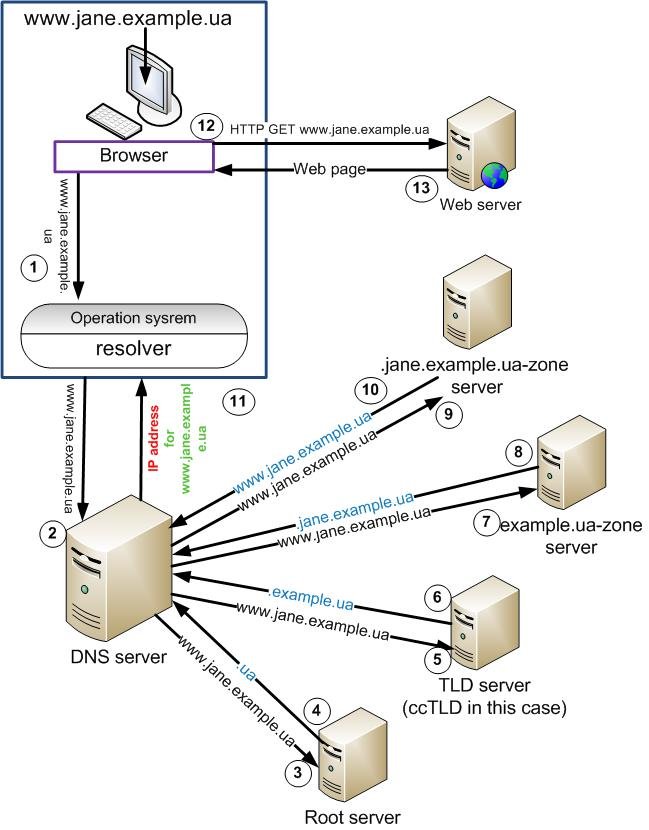 www.jane.example.ua
12
HTTP GET www.jane.example.ua
Browser
Web page
13
Web server
www.jane.example.
ua
1
Operation sysrem
resolver
.jane.example.ua-zone
server
10
11
9
www.jane.example.ua
IP address
for
www.jane.exampl
e.ua
www.jane.example.ua
www.jane.example.ua
8
.jane.example.ua
www.jane.example.ua
7
example.ua-zone
server
2
DNS server
6
.example.ua
www.jane.example.ua
5
TLD server
(ccTLD in this case)
.ua
www.jane.example.ua
4
3
Root server